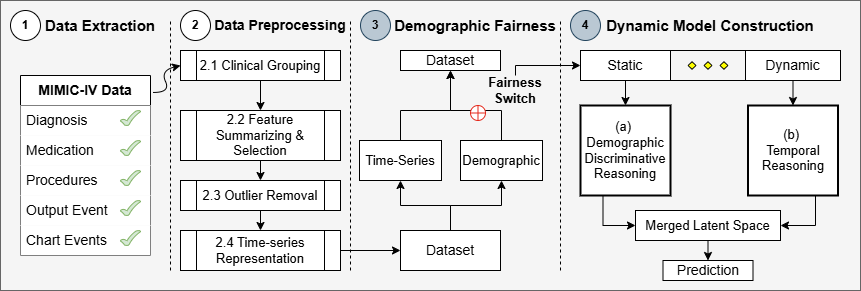 1 Data Extraction
MIMIC-IV Data
Diagnosis
Medication
Procedures
Output Event
Chart Events
2 Data Preprocessing
2.1 Clinical Grouping
2.2 Feature
Summarizing &
Selection
2.3 Outlier Removal
2.4 Time-series
Representation
3 Demographic Fairness
Dataset
Fairness
Switch
Time-Series
Demographic
Dataset
4 Dynamic Model Construction
Static
Dynamic
(a)
Demographic
Discriminative
Reasoning
(b)
Temporal
Reasoning
Merged Latent Space
Prediction